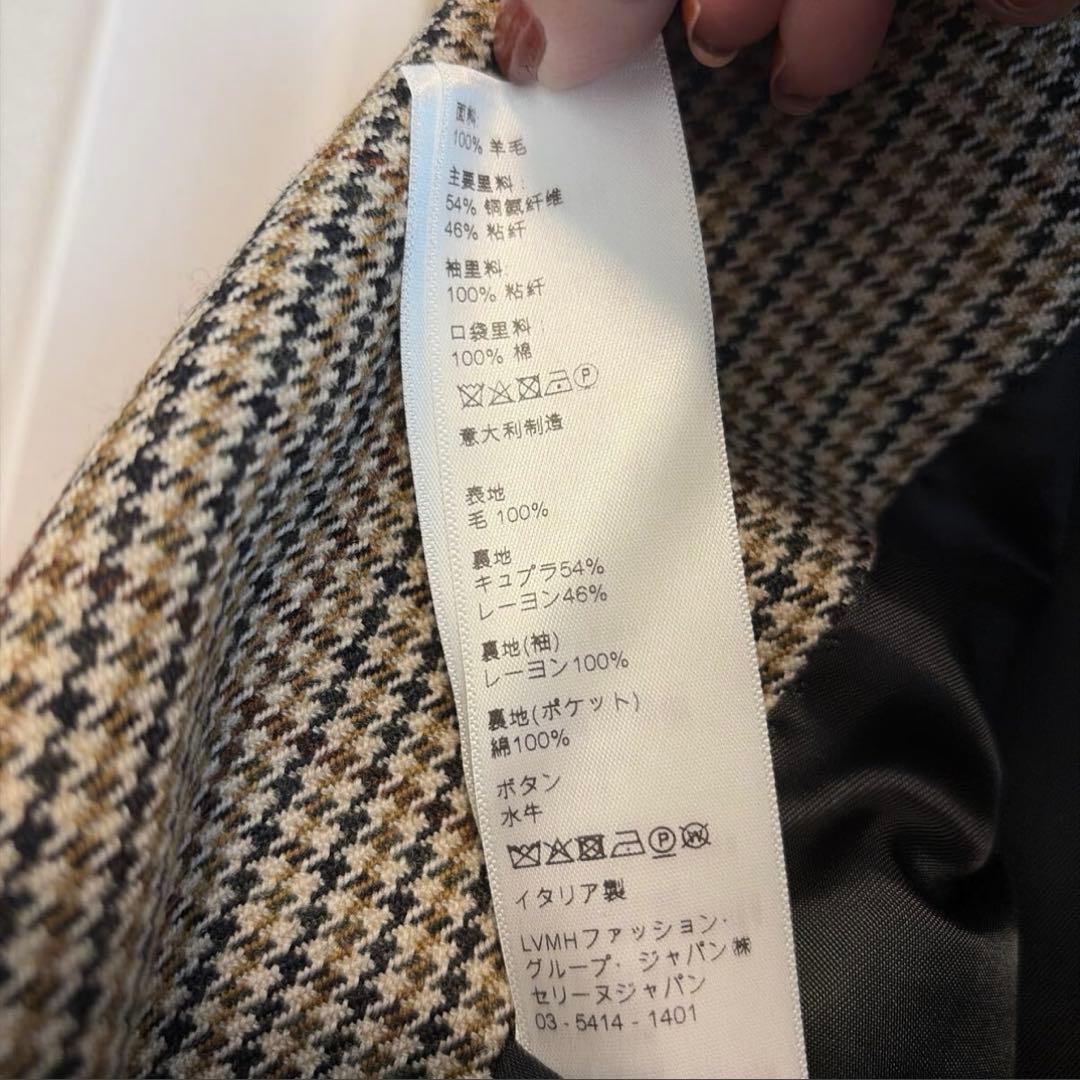 面料:
100% 羊毛
主要里料:
54% 铜氨纤维
46% 粘纤
袖里料:
100% 粘纤
口袋里料:
100% 棉
P
意大利制造
表地
毛 100%
裏地
キュプラ54%
レーヨン46%
裏地(袖)
レーヨン100%
裏地(ポケット)
綿100%
ボタン
水牛
P W
イタリア製
LVMHファッション・
グループ・ジャパン㈱
セリーヌジャパン
03-5414-1401